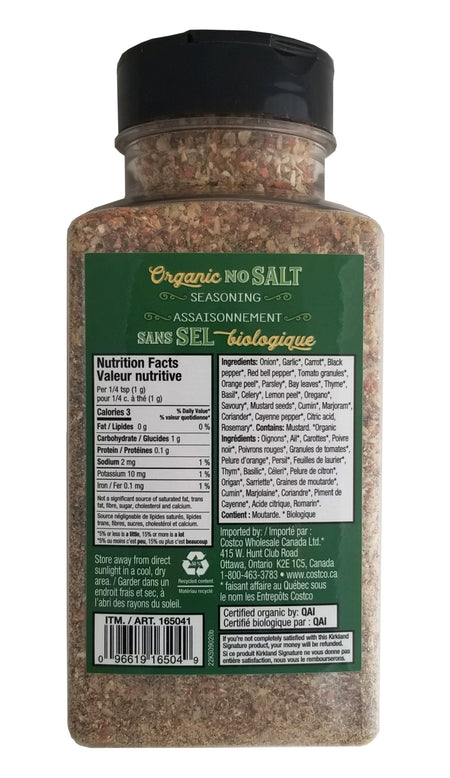 Organic NO SALT
SEASONING
ASSAISONNEMENT
SANS SEL biologique
Nutrition Facts
Valeur nutritive
Per 1/4 tsp (1 g)
pour 1/4 c. à thé (1 g)
Calories 3
% Daily Value*
% valeur quotidienne*
Fat / Lipides 0 g 0 %
Carbohydrate / Glucides 1 g
Protein / Protéines 0.1 g
Sodium 2 mg 1 %
Potassium 10 mg 1 %
Iron / Fer 0.1 mg 1 %
Not a significant source of saturated fat, trans
fat, fibre, sugar, cholesterol and calcium.
Source négligeable de lipides saturés, lipides
trans, fibres, sucres, cholestérol et calcium.
*5% or less is a little, 15% or more is a lot
*5% ou moins c'est peu, 15% ou plus c'est beaucoup
Store away from direct
sunlight in a cool, dry
area. / Garder dans un
endroit frais et sec, à
l'abri des rayons du soleil.
Recycled content
Matériau recyclé
ITM. / ART. 165041
0 96619 16504 9
22KS0920b
Ingredients: Onion*, Garlic*, Carrot*, Black
pepper*, Red bell pepper*, Tomato granules*,
Orange peel*, Parsley*, Bay leaves*, Thyme*,
Basil*, Celery*, Lemon peel*, Oregano*,
Savoury*, Mustard seeds*, Cumin*, Marjoram*,
Coriander*, Cayenne pepper*, Citric acid,
Rosemary*. Contains: Mustard. *Organic
Ingrédients : Oignons*, Ail*, Carottes*, Poivre
noir*, Poivrons rouges*, Granules de tomates*,
Pelure d'orange*, Persil*, Feuilles de laurier*,
Thym*, Basilic*, Céleri*, Pelure de citron*,
Origan*, Sarriette*, Graines de moutarde*,
Cumin*, Marjolaine*, Coriandre*, Piment de
Cayenne*, Acide citrique, Romarin*.
Contient : Moutarde. * Biologique
Imported by: / Importé par :
Costco Wholesale Canada Ltd.*
415 W. Hunt Club Road
Ottawa, Ontario K2E 1C5, Canada
1-800-463-3783 • www.costco.ca
* faisant affaire au Québec sous
le nom les Entrepôts Costco
Certified organic by: QAI
Certifié biologique par : QAI
If you're not completely satisfied with this Kirkland
Signature product, your money will be refunded.
Si ce produit Kirkland Signature ne vous donne pas
entière satisfaction, nous vous le rembourserons.